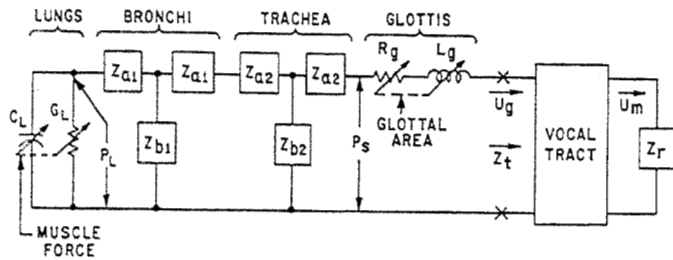 LUNGS BRONCHI TRACHEA GLOTTIS
Rg Lg
Za1 Za1 Za2 Za2
Ug Um
CL GL
GLOTTAL
AREA
VOCAL
TRACT
Zb1 Zb2
PL PS Zt Zr
MUSCLE
FORCE